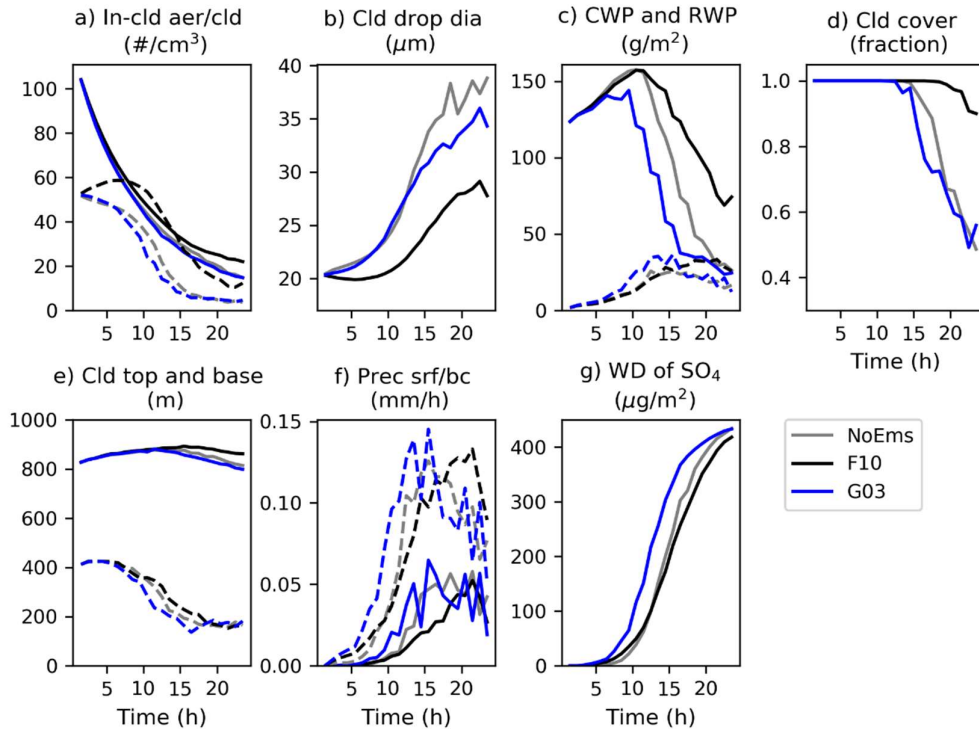 a) In-cld aer/cld
(#/cm³)
b) Cld drop dia
(μm)
c) CWP and RWP
(g/m²)
d) Cld cover
(fraction)
100
80
60
40
20
0
5
10
15
20
40
35
30
25
20
5
10
15
20
150
100
50
0
5
10
15
20
1.0
0.8
0.6
0.4
5
10
15
20
Time (h)
e) Cld top and base
(m)
f) Prec srf/bc
(mm/h)
g) WD of SO₄
(μg/m²)
1000
800
600
400
200
0
5
10
15
20
Time (h)
0.15
0.10
0.05
0.00
5
10
15
20
Time (h)
400
300
200
100
0
5
10
15
20
Time (h)
NoEms
F10
G03